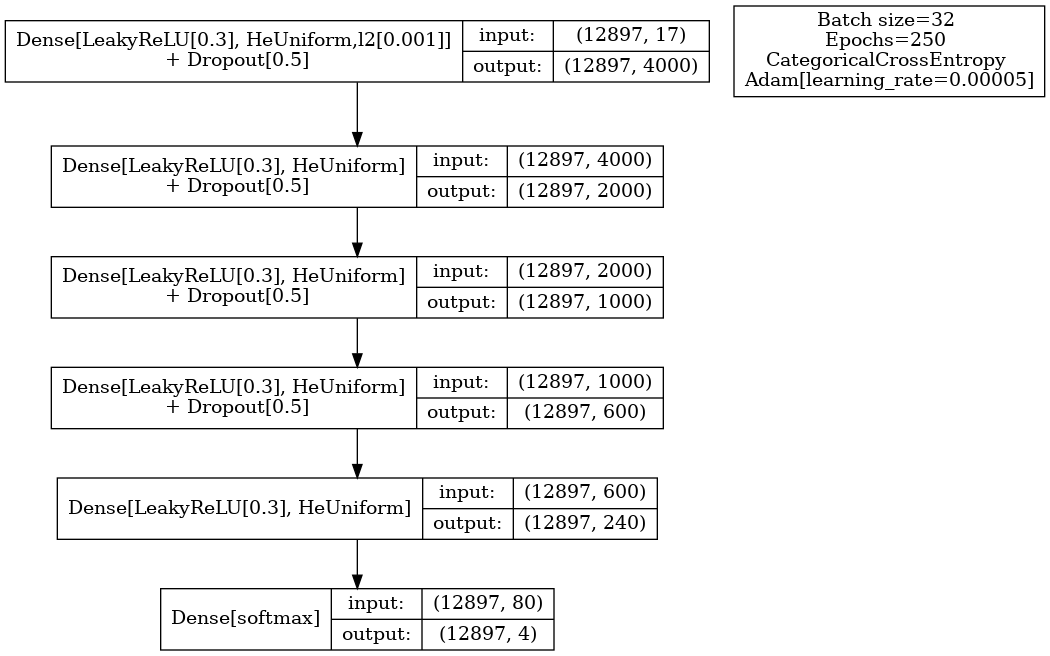 Dense[LeakyReLU[0.3], HeUniform,l2[0.001]]
+ Dropout[0.5]
input:
(12897, 17)
output:
(12897, 4000)
Batch size=32
Epochs=250
CategoricalCrossEntropy
Adam[learning_rate=0.00005]
Dense[LeakyReLU[0.3], HeUniform]
+ Dropout[0.5]
input:
(12897, 4000)
output:
(12897, 2000)
Dense[LeakyReLU[0.3], HeUniform]
+ Dropout[0.5]
input:
(12897, 2000)
output:
(12897, 1000)
Dense[LeakyReLU[0.3], HeUniform]
+ Dropout[0.5]
input:
(12897, 1000)
output:
(12897, 600)
Dense[LeakyReLU[0.3], HeUniform]
input:
(12897, 600)
output:
(12897, 240)
Dense[softmax]
input:
(12897, 80)
output:
(12897, 4)